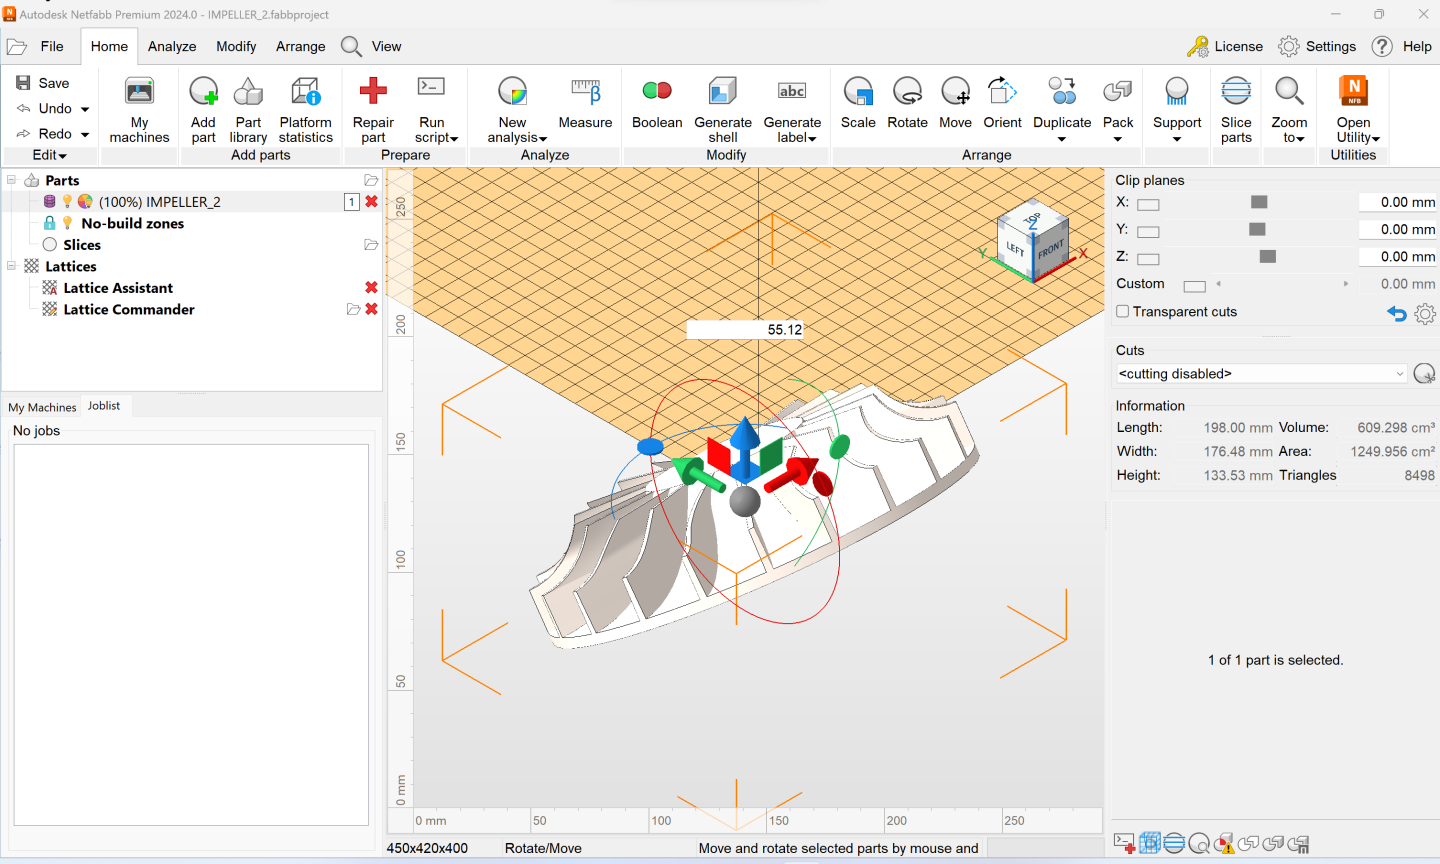 Autodesk Netfabb Premium 2024.0 - IMPELLER_2.fabbproject
File Home Analyze Modify Arrange View License Settings Help
Save
Undo
Redo
Edit
My machines
Add part
Part library
Platform statistics
Add parts
Repair part
Run script
Prepare
New analysis
Measure
Analyze
Boolean
Generate shell
Generate label
abc
Modify
Scale
Rotate
Move
Orient
Duplicate
Pack
Arrange
Support
Slice parts
Zoom to
NFB
Open Utility
Utilities
Parts
(100%) IMPELLER_2 1
No-build zones
Slices
Lattices
Lattice Assistant
Lattice Commander
My Machines Joblist
No jobs
250
200
150
100
50
0 mm
0 mm 50 100 150 200 250
55.12
TOP
LEFT
FRONT
Z
Y
X
450x420x400 Rotate/Move Move and rotate selected parts by mouse and
Clip planes
X: 0.00 mm
Y: 0.00 mm
Z: 0.00 mm
Custom 0.00 mm
Transparent cuts
Cuts
<cutting disabled>
Information
Length: 198.00 mm Volume: 609.298 cm³
Width: 176.48 mm Area: 1249.956 cm²
Height: 133.53 mm Triangles 8498
1 of 1 part is selected.